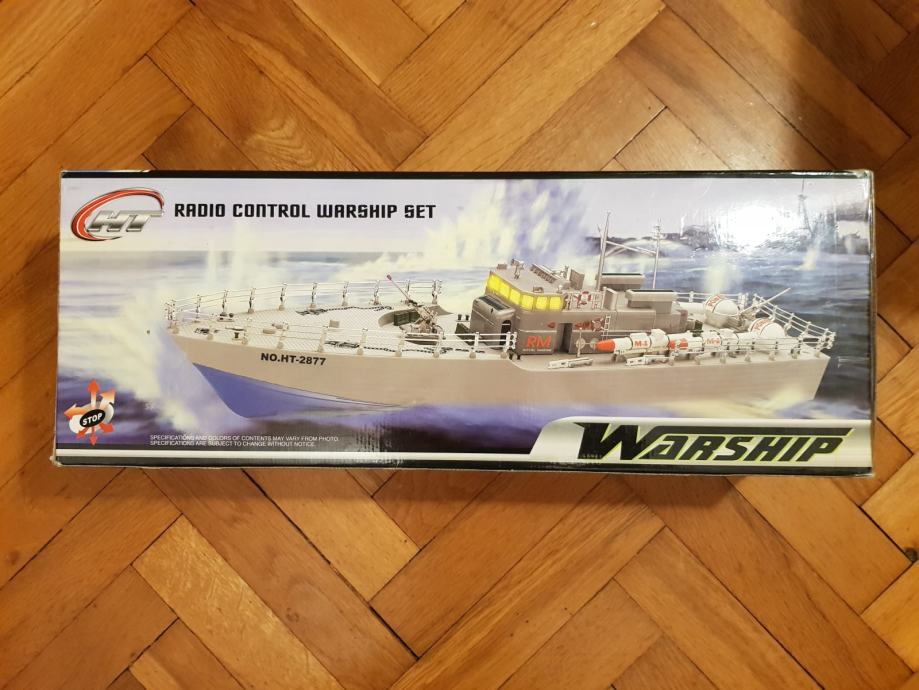 HT
RADIO CONTROL WARSHIP SET
RM
M-1
NO.HT-2877
STOP
SPECIFICATIONS AND COLORS OF CONTENTS MAY VARY FROM PHOTO.
SPECIFICATIONS ARE SUBJECT TO CHANGE WITHOUT NOTICE.
WARSHIP